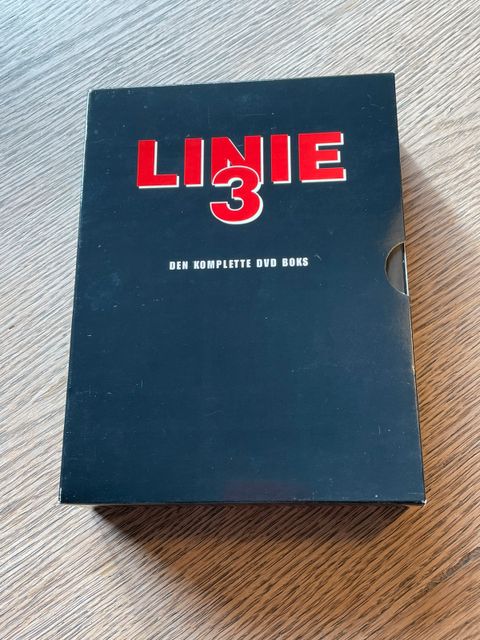 LINIE
3
DEN KOMPLETTE DVD BOKS